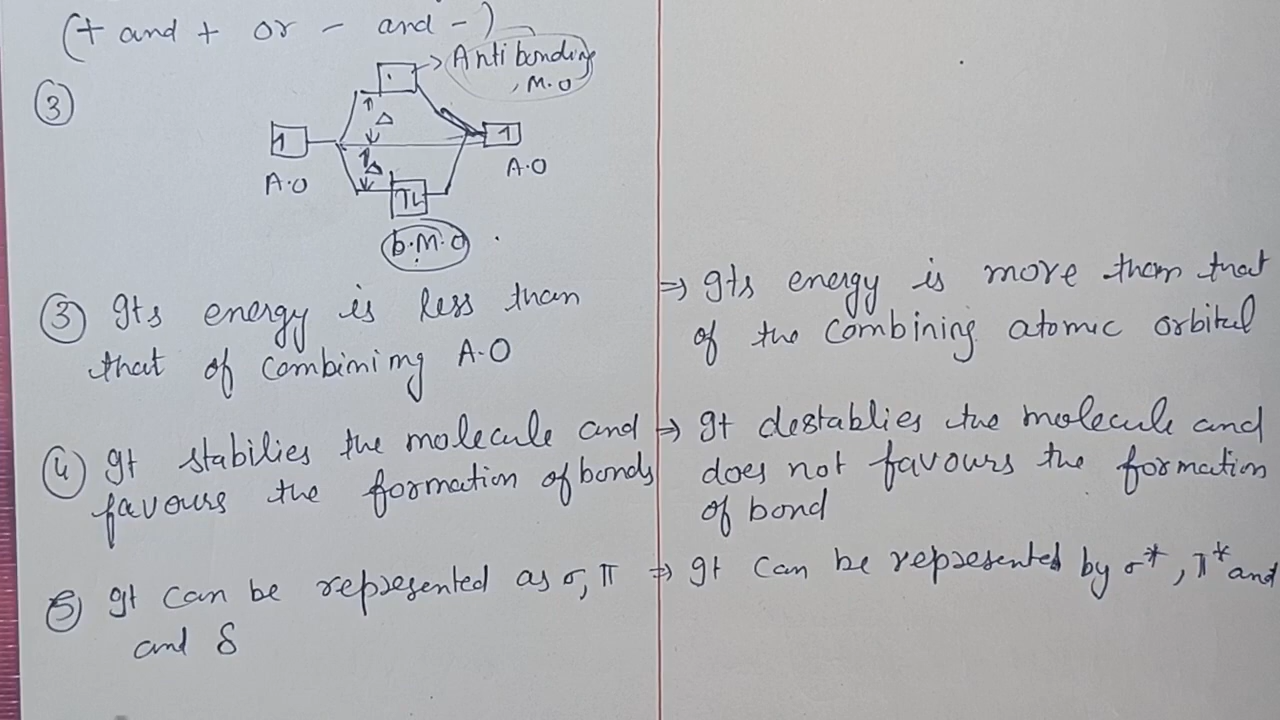 (+ and + or - and -)
③
→ Anti bonding
, M.O
↑
Δ
1
1
A.O
A.O
Δ
1L
b.M.O
③ Its energy is less than
that of combining A.O
④ It stabilies the molecule and
favours the formation of bonds
⑤ It can be represented as σ, π
and δ
⇒ Its energy is more than that
of the combining atomic orbital
⇒ It destablies the molecule and
does not favours the formation
of bond
⇒ It can be represented by σ*, π* and